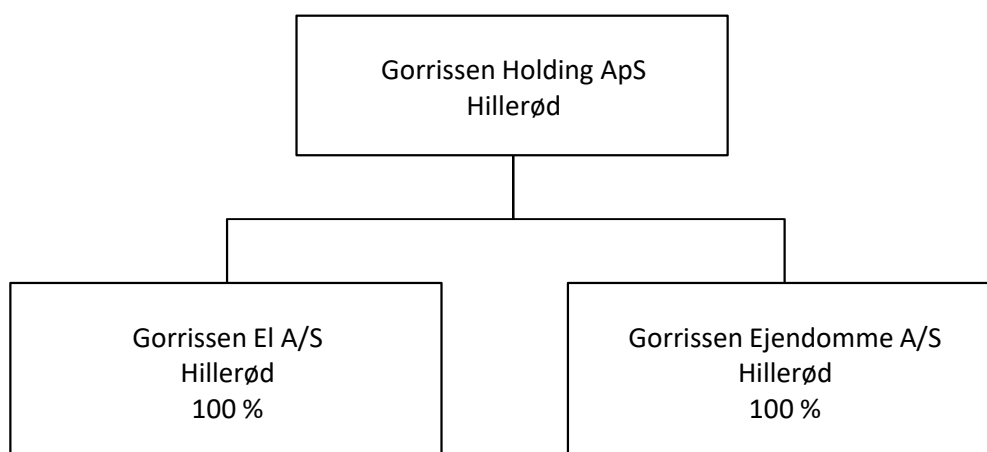 Gorrissen Holding ApS
Hillerød
Gorrissen El A/S
Hillerød
100 %
Gorrissen Ejendomme A/S
Hillerød
100 %